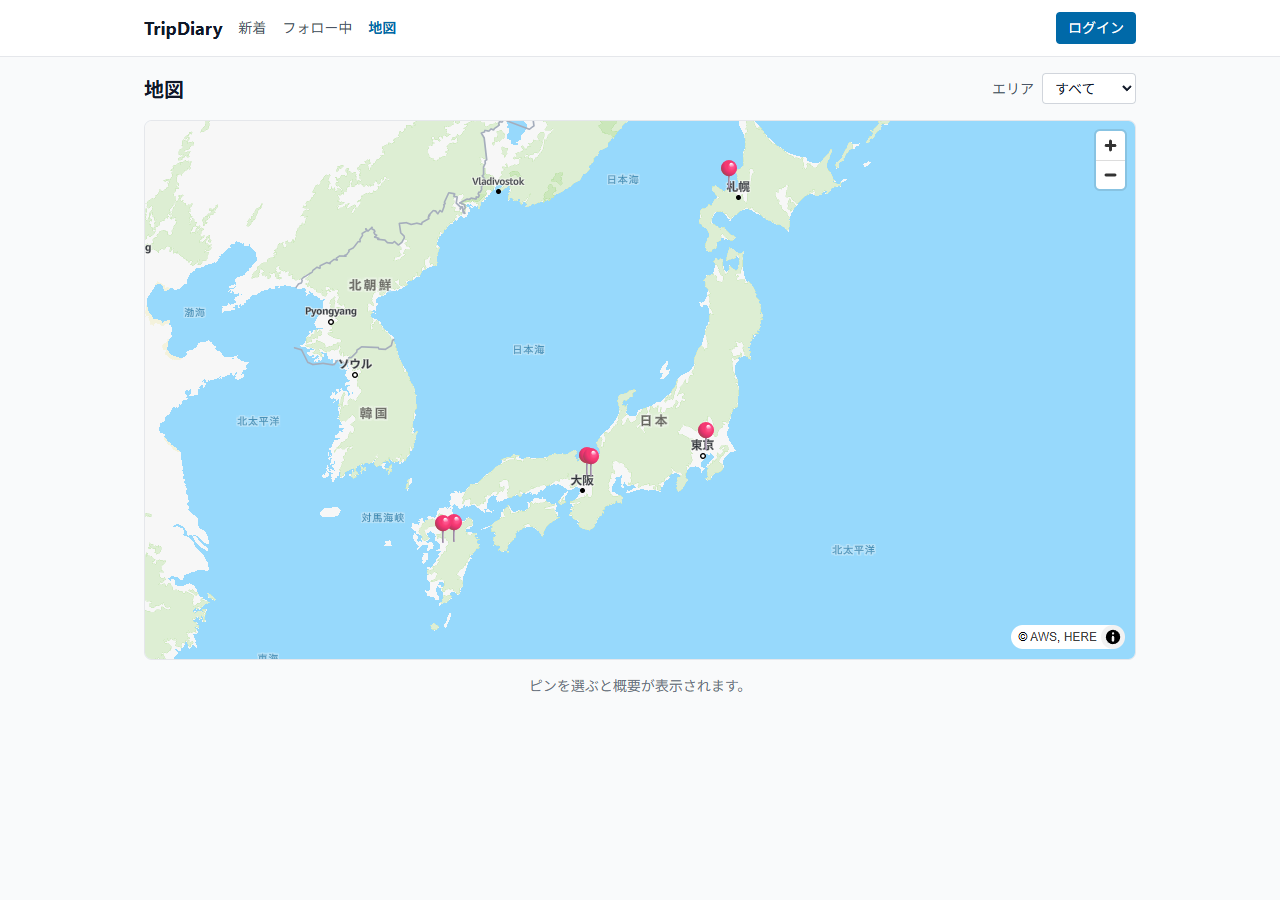 TripDiary 新着 フォロー中 地図 ログイン
地図 エリア すべて
Vladivostok
日本海
札幌
g
北朝鮮
Pyongyang
渤海
日本海
ソウル
韓国
北太平洋
日本
東京
大阪
対馬海峡
北太平洋
© AWS, HERE
東海
ピンを選ぶと概要が表示されます。